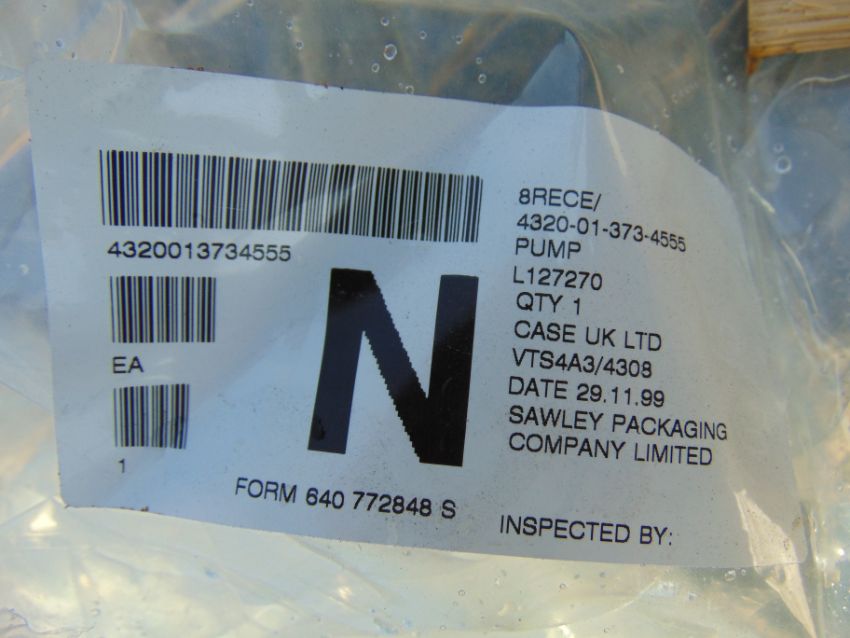 4320013734555
EA
1
N
FORM 640 772848 S
8RECE/
4320-01-373-4555
PUMP
L127270
QTY 1
CASE UK LTD
VTS4A3/4308
DATE 29.11.99
SAWLEY PACKAGING
COMPANY LIMITED
INSPECTED BY: